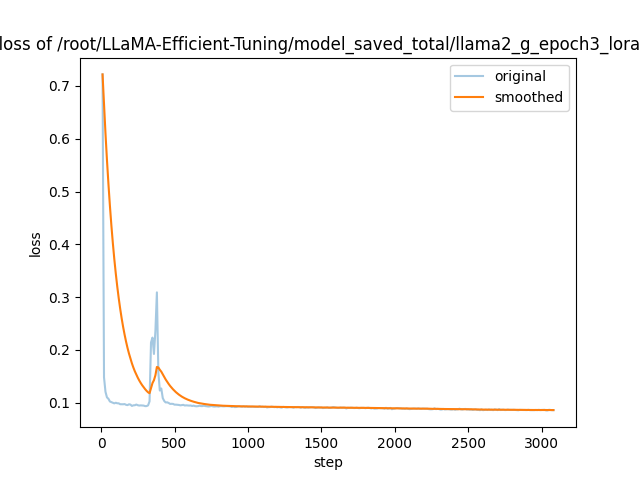 loss of /root/LLaMA-Efficient-Tuning/model_saved_total/llama2_g_epoch3_lora
original
smoothed
0.7
0.6
0.5
0.4
0.3
0.2
0.1
loss
0
500
1000
1500
2000
2500
3000
step